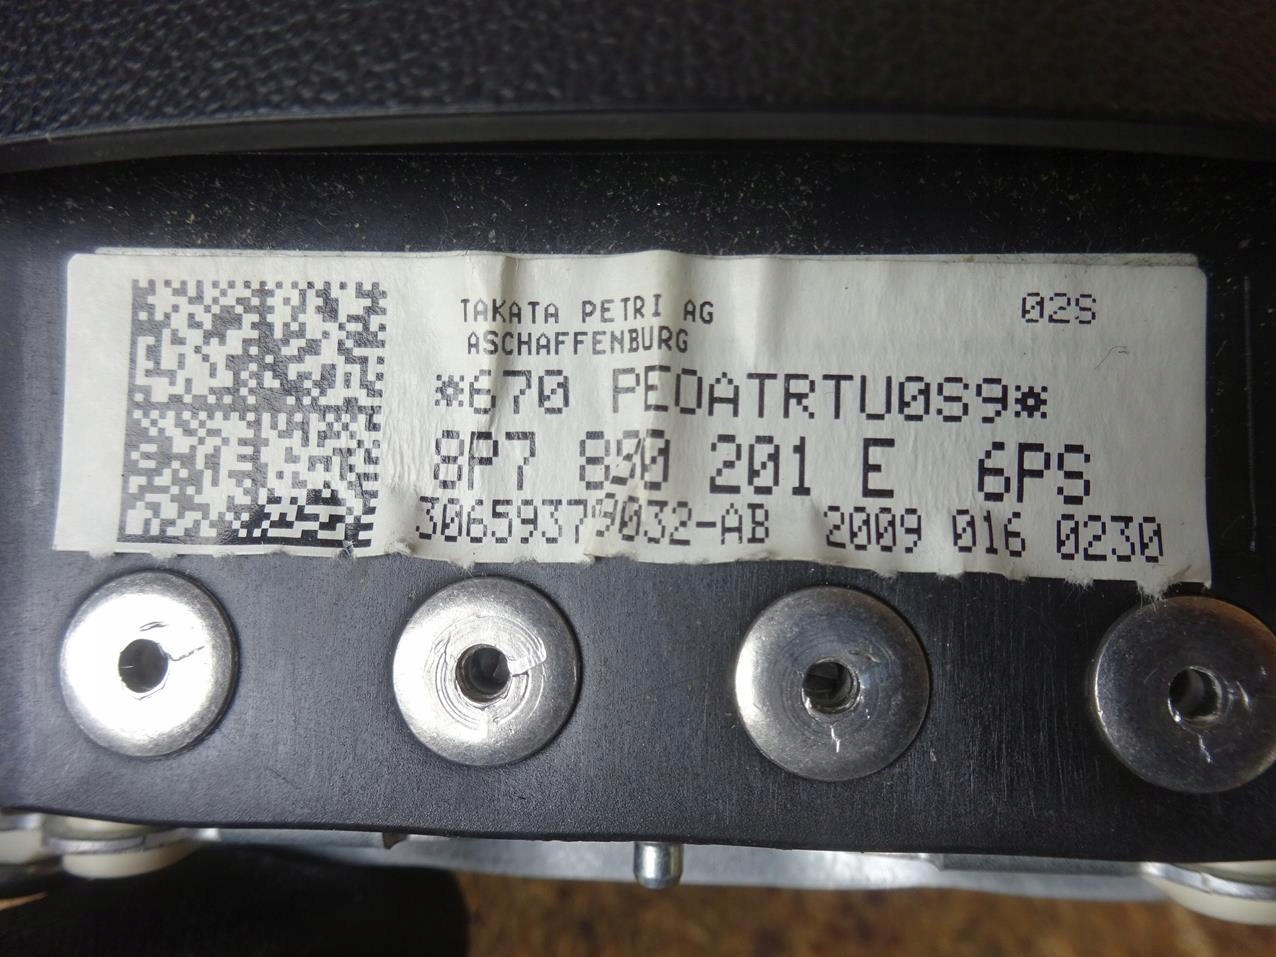 TAKATA PETRI AG
02S
ASCHAFFENBURG
*670 PEDATRTU0S9*
8P7 880 201 E 6PS
30659379032-AB 2009 016 0230